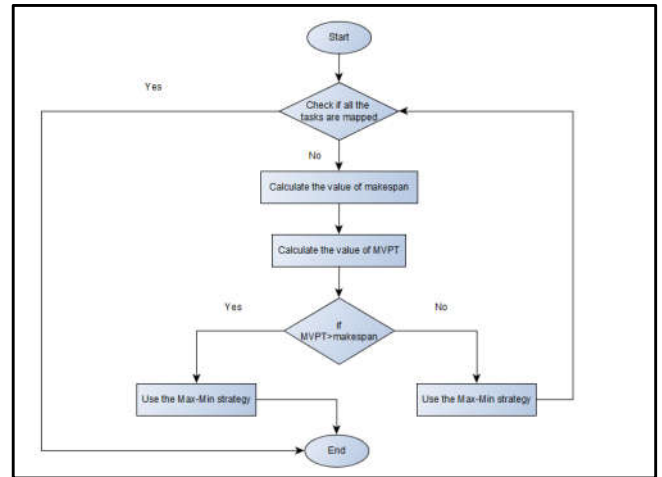 Start
Yes
Check if all the
tasks are mapped
No
Calculate the value of makespan
Calculate the value of MVPT
Yes
If
MVPT>makespan
No
Use the Max-Min strategy
Use the Max-Min strategy
End